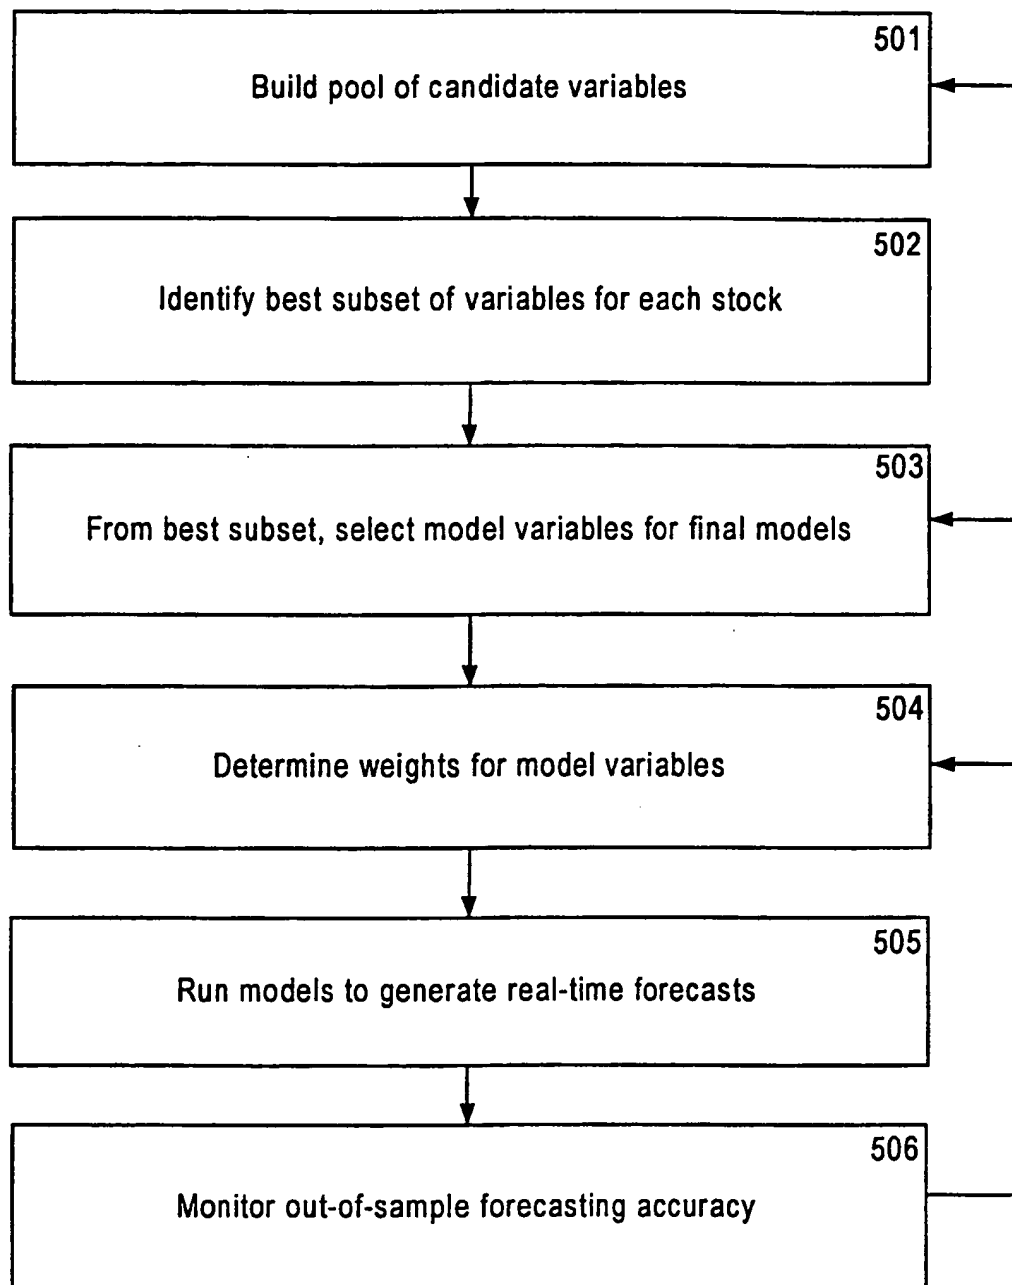 501
Build pool of candidate variables
502
Identify best subset of variables for each stock
503
From best subset, select model variables for final models
504
Determine weights for model variables
505
Run models to generate real-time forecasts
506
Monitor out-of-sample forecasting accuracy